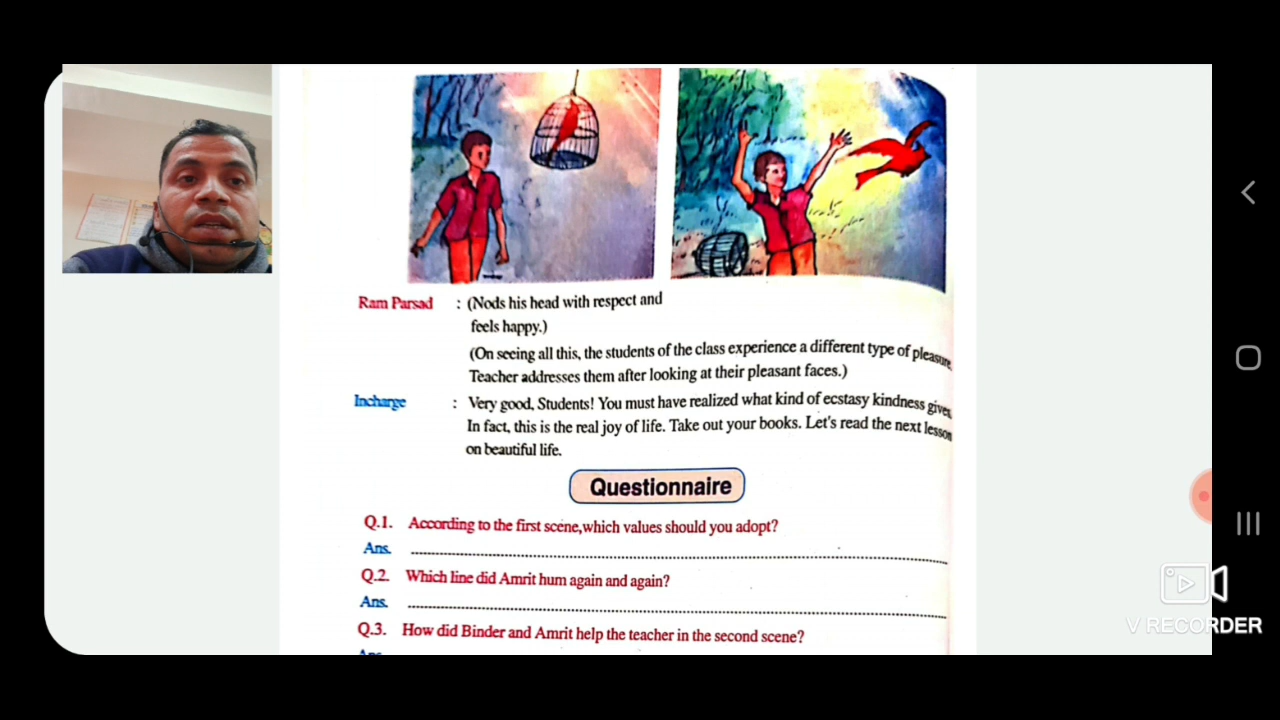 Ram Parsad : (Nods his head with respect and
feels happy.)
(On seeing all this, the students of the class experience a different type of pleasure.
Teacher addresses them after looking at their pleasant faces.)
Incharge : Very good, Students! You must have realized what kind of ecstasy kindness gives.
In fact, this is the real joy of life. Take out your books. Let's read the next lesson
on beautiful life.
Questionnaire
Q.1. According to the first scene,which values should you adopt?
Ans.
Q.2. Which line did Amrit hum again and again?
Ans.
Q.3. How did Binder and Amrit help the teacher in the second scene?
V RECORDER